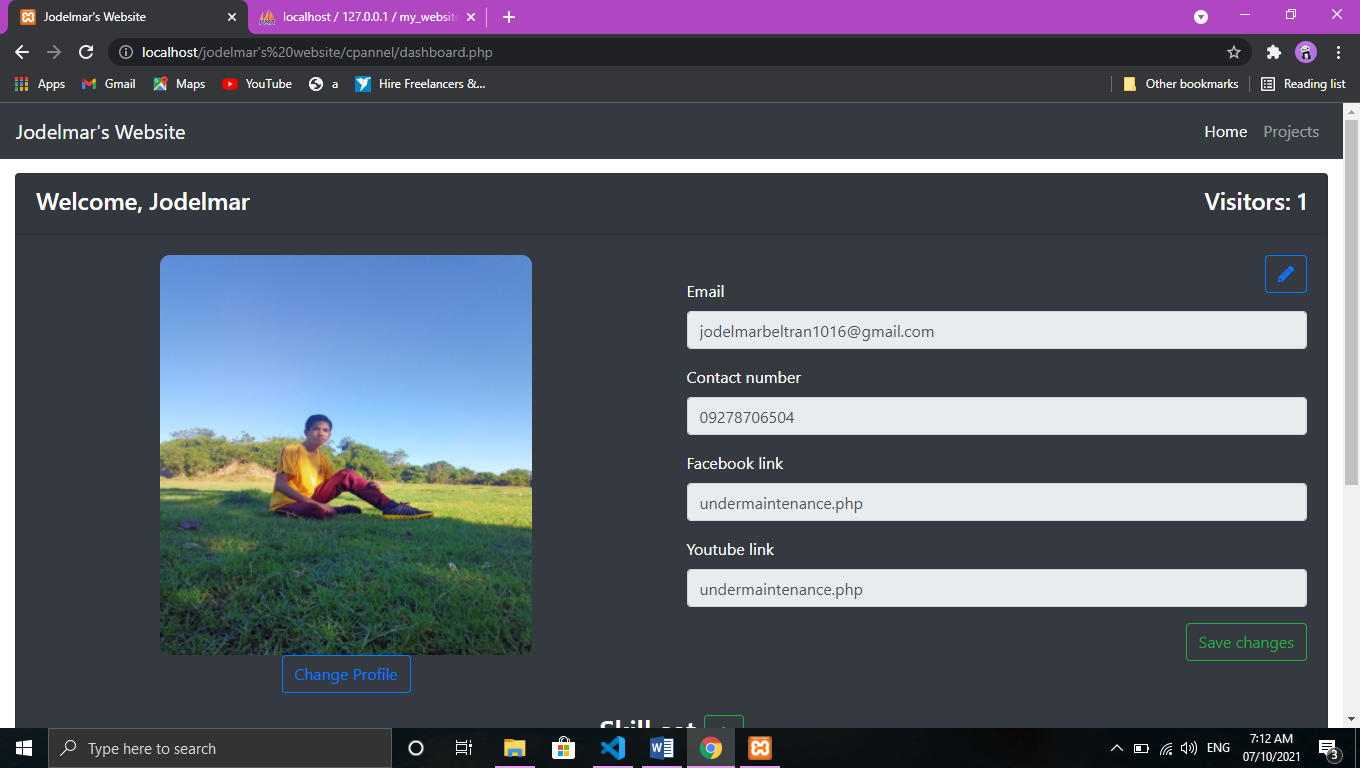 Jodelmar's Website
localhost / 127.0.0.1 / my_websit
localhost/jodelmar's%20website/cpannel/dashboard.php
Apps Gmail Maps YouTube a Hire Freelancers &... Other bookmarks Reading list
Jodelmar's Website Home Projects
Welcome, Jodelmar Visitors: 1
Email
jodelmarbeltran1016@gmail.com
Contact number
09278706504
Facebook link
undermaintenance.php
Youtube link
undermaintenance.php
Save changes
Change Profile
Skill set
Type here to search
ENG
7:12 AM
07/10/2021
3